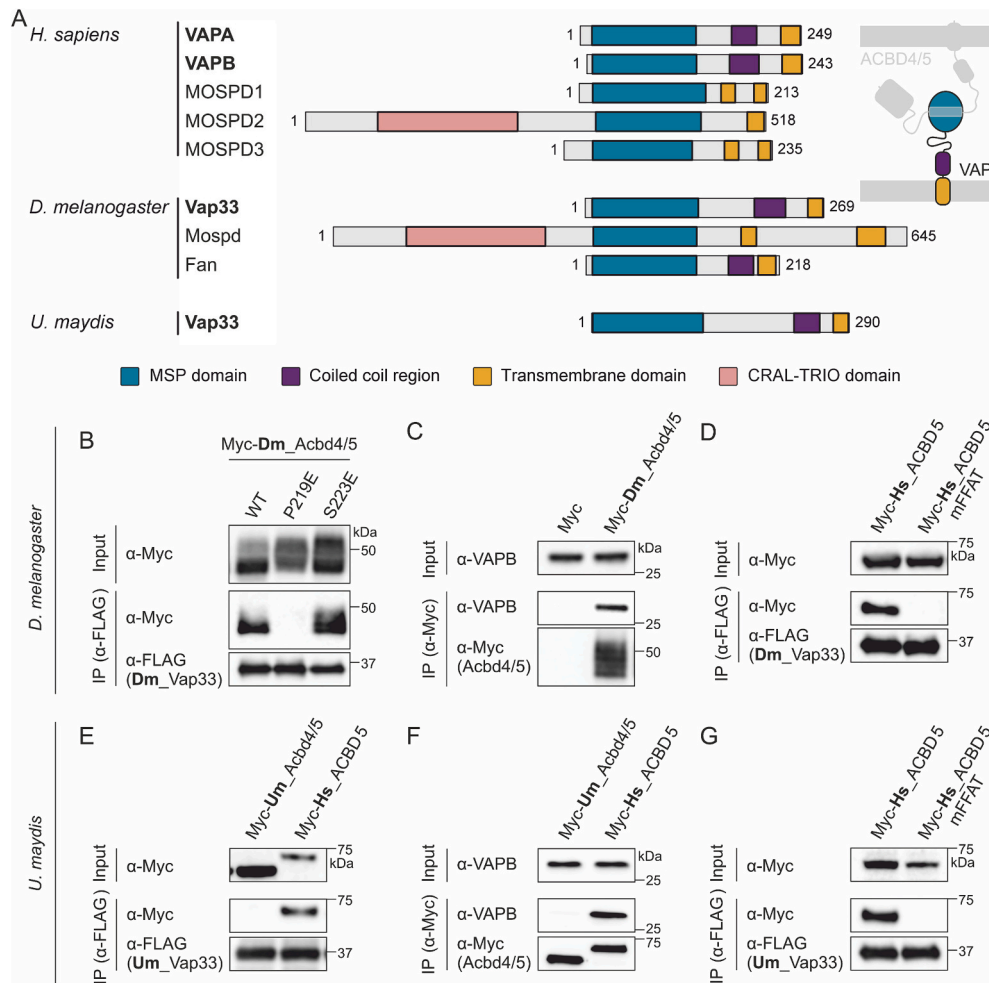 A
H. sapiens
VAPA 1 249
VAPB 1 243
MOSPD1 1 213
MOSPD2 1 518
MOSPD3 1 235
ACBD4/5
VAP
D. melanogaster
Vap33 1 269
Mospd 1 645
Fan 1 218
U. maydis
Vap33 1 290
MSP domain Coiled coil region Transmembrane domain CRAL-TRIO domain
D. melanogaster
B
Myc-Dm_Acbd4/5
WT P219E S223E
kDa
Input α-Myc 50
IP (α-FLAG)
α-Myc 50
α-FLAG 37
(Dm_Vap33)
C
Myc Myc-Dm_Acbd4/5
kDa
Input α-VAPB 25
IP (α-Myc)
α-VAPB 25
α-Myc 50
(Acbd4/5)
D
Myc-Hs_ACBD5 Myc-Hs_ACBD5
mFFAT
75
Input α-Myc kDa
IP (α-FLAG)
α-Myc 75
α-FLAG 37
(Dm_Vap33)
U. maydis
E
Myc-Um_Acbd4/5 Myc-Hs_ACBD5
75
Input α-Myc kDa
IP (α-FLAG)
α-Myc 75
α-FLAG 37
(Um_Vap33)
F
Myc-Um_Acbd4/5 Myc-Hs_ACBD5
kDa
Input α-VAPB 25
IP (α-Myc)
α-VAPB 25
α-Myc 75
(Acbd4/5)
G
Myc-Hs_ACBD5 Myc-Hs_ACBD5
mFFAT
75
Input α-Myc kDa
IP (α-FLAG)
α-Myc 75
α-FLAG 37
(Um_Vap33)